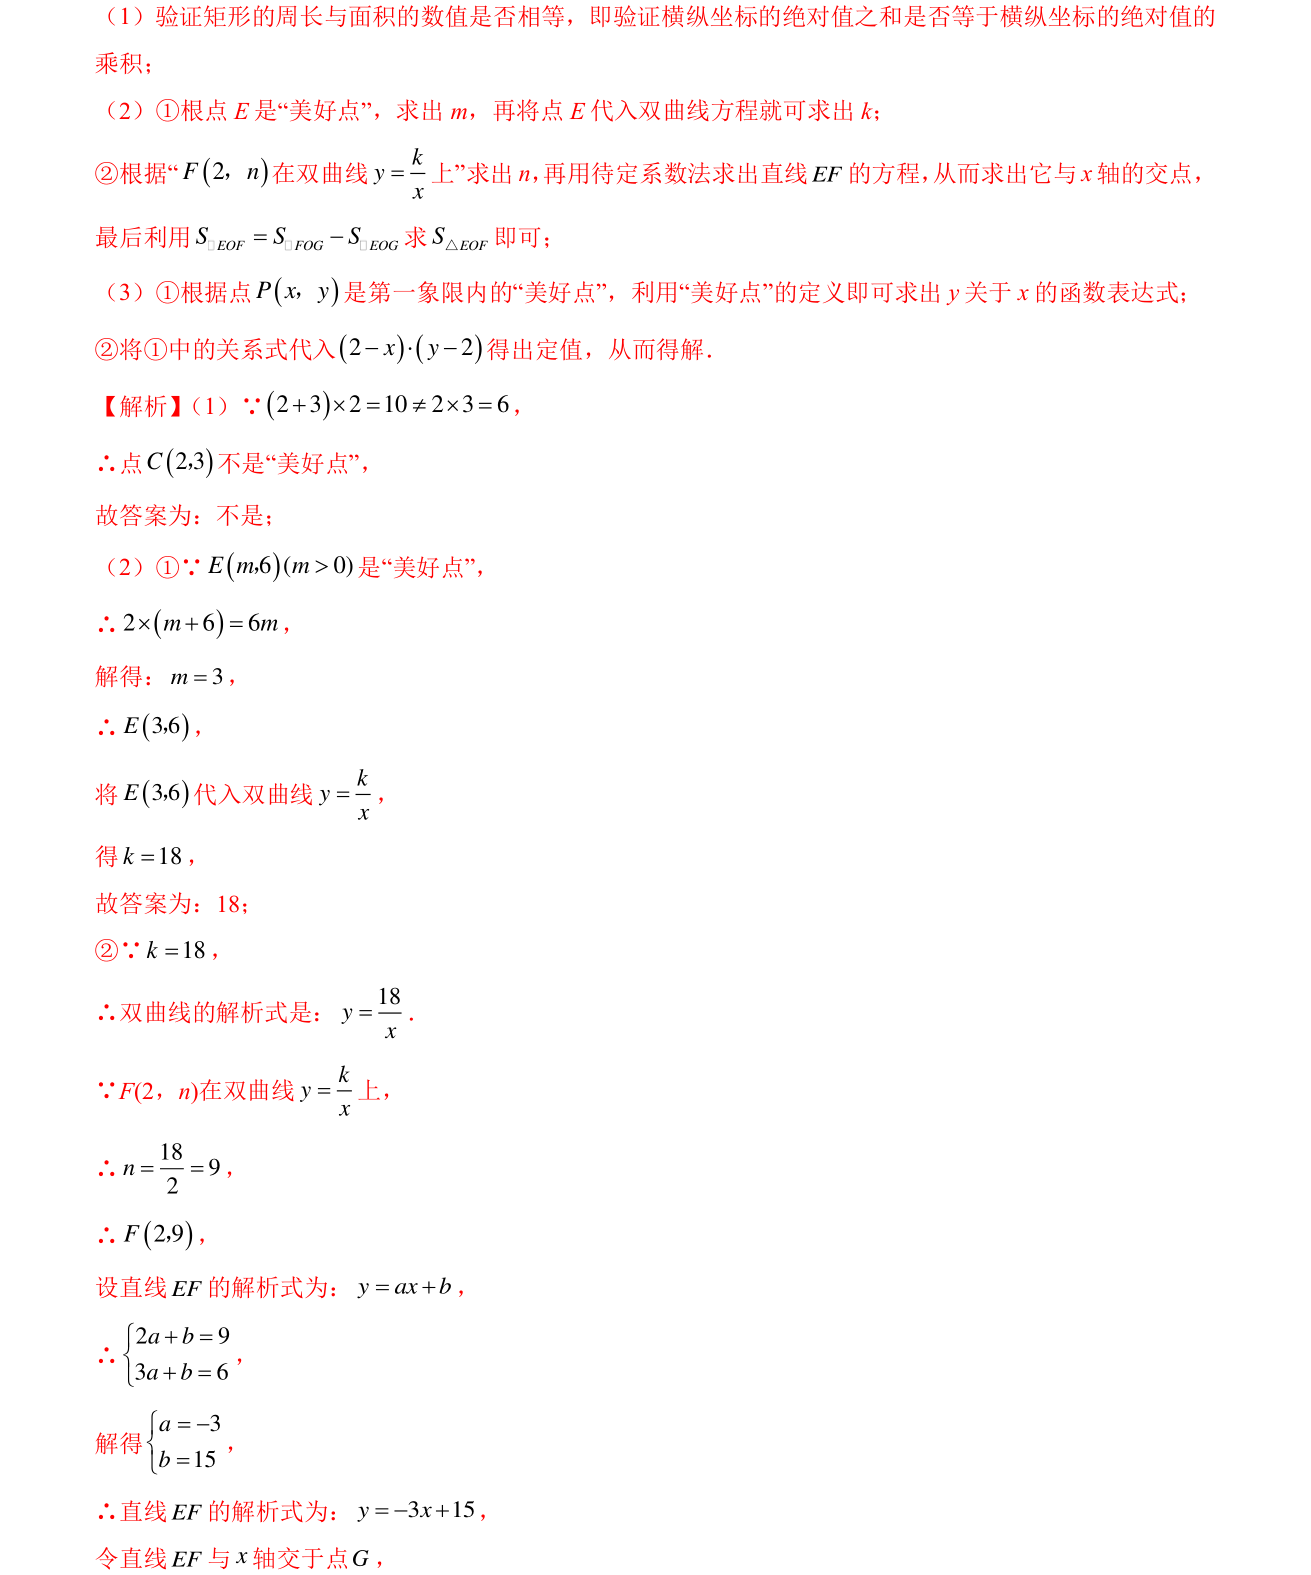 （1）验证矩形的周长与面积的数值是否相等，即验证横纵坐标的绝对值之和是否等于横纵坐标的绝对值的
乘积；
（2）①根点 E 是“美好点”，求出 m，再将点 E 代入双曲线方程就可求出 k；
②根据“F(2，n)在双曲线 y=k/x 上”求出 n，再用待定系数法求出直线 EF 的方程，从而求出它与 x 轴的交点，
最后利用 S□EOF = S□FOG − S□EOG 求 S△EOF 即可；
（3）①根据点 P(x，y) 是第一象限内的“美好点”，利用“美好点”的定义即可求出 y 关于 x 的函数表达式；
②将①中的关系式代入 (2−x)·(y−2) 得出定值，从而得解．
【解析】（1）∵(2+3)×2=10≠2×3=6，
∴点 C(2,3) 不是“美好点”，
故答案为：不是；
（2）①∵ E(m,6)(m>0) 是“美好点”，
∴ 2×(m+6)=6m，
解得：m=3，
∴ E(3,6)，
将 E(3,6) 代入双曲线 y=k/x，
得 k=18，
故答案为：18；
②∵ k=18，
∴双曲线的解析式是：y=18/x．
∵F(2，n)在双曲线 y=k/x 上，
∴ n=18/2=9，
∴ F(2,9)，
设直线 EF 的解析式为：y=ax+b，
∴ {2a+b=9 3a+b=6，
解得 {a=−3 b=15，
∴直线 EF 的解析式为：y=−3x+15，
令直线 EF 与 x 轴交于点 G，